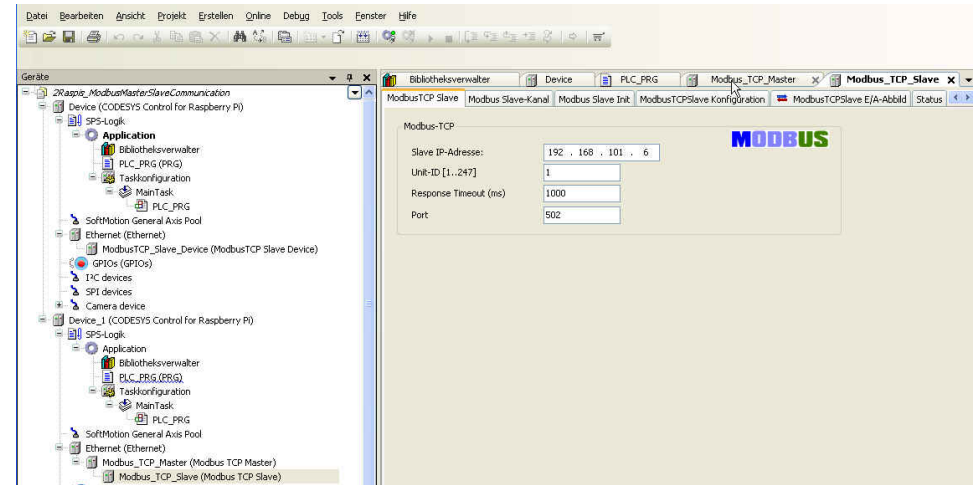 Datei Bearbeiten Ansicht Projekt Erstellen Online Debug Tools Fenster Hilfe
Geräte
2Raspis_ModbusMasterSlaveCommunication
Device (CODESYS Control for Raspberry Pi)
SPS-Logik
Application
Bibliotheksverwalter
PLC_PRG (PRG)
Taskkonfiguration
MainTask
PLC_PRG
SoftMotion General Axis Pool
Ethernet (Ethernet)
ModbusTCP_Slave_Device (ModbusTCP Slave Device)
GPIOs (GPIOs)
I²C devices
SPI devices
Camera device
Device_1 (CODESYS Control for Raspberry Pi)
SPS-Logik
Application
Bibliotheksverwalter
PLC_PRG (PRG)
Taskkonfiguration
MainTask
PLC_PRG
SoftMotion General Axis Pool
Ethernet (Ethernet)
Modbus_TCP_Master (Modbus TCP Master)
Modbus_TCP_Slave (Modbus TCP Slave)
Bibliotheksverwalter Device PLC_PRG Modbus_TCP_Master Modbus_TCP_Slave
ModbusTCP Slave Modbus Slave-Kanal Modbus Slave Init ModbusTCPSlave Konfiguration ModbusTCPSlave E/A-Abbild Status
Modbus-TCP
MODBUS
Slave IP-Adresse: 192 . 168 . 101 . 6
Unit-ID [1..247] 1
Response Timeout (ms) 1000
Port 502